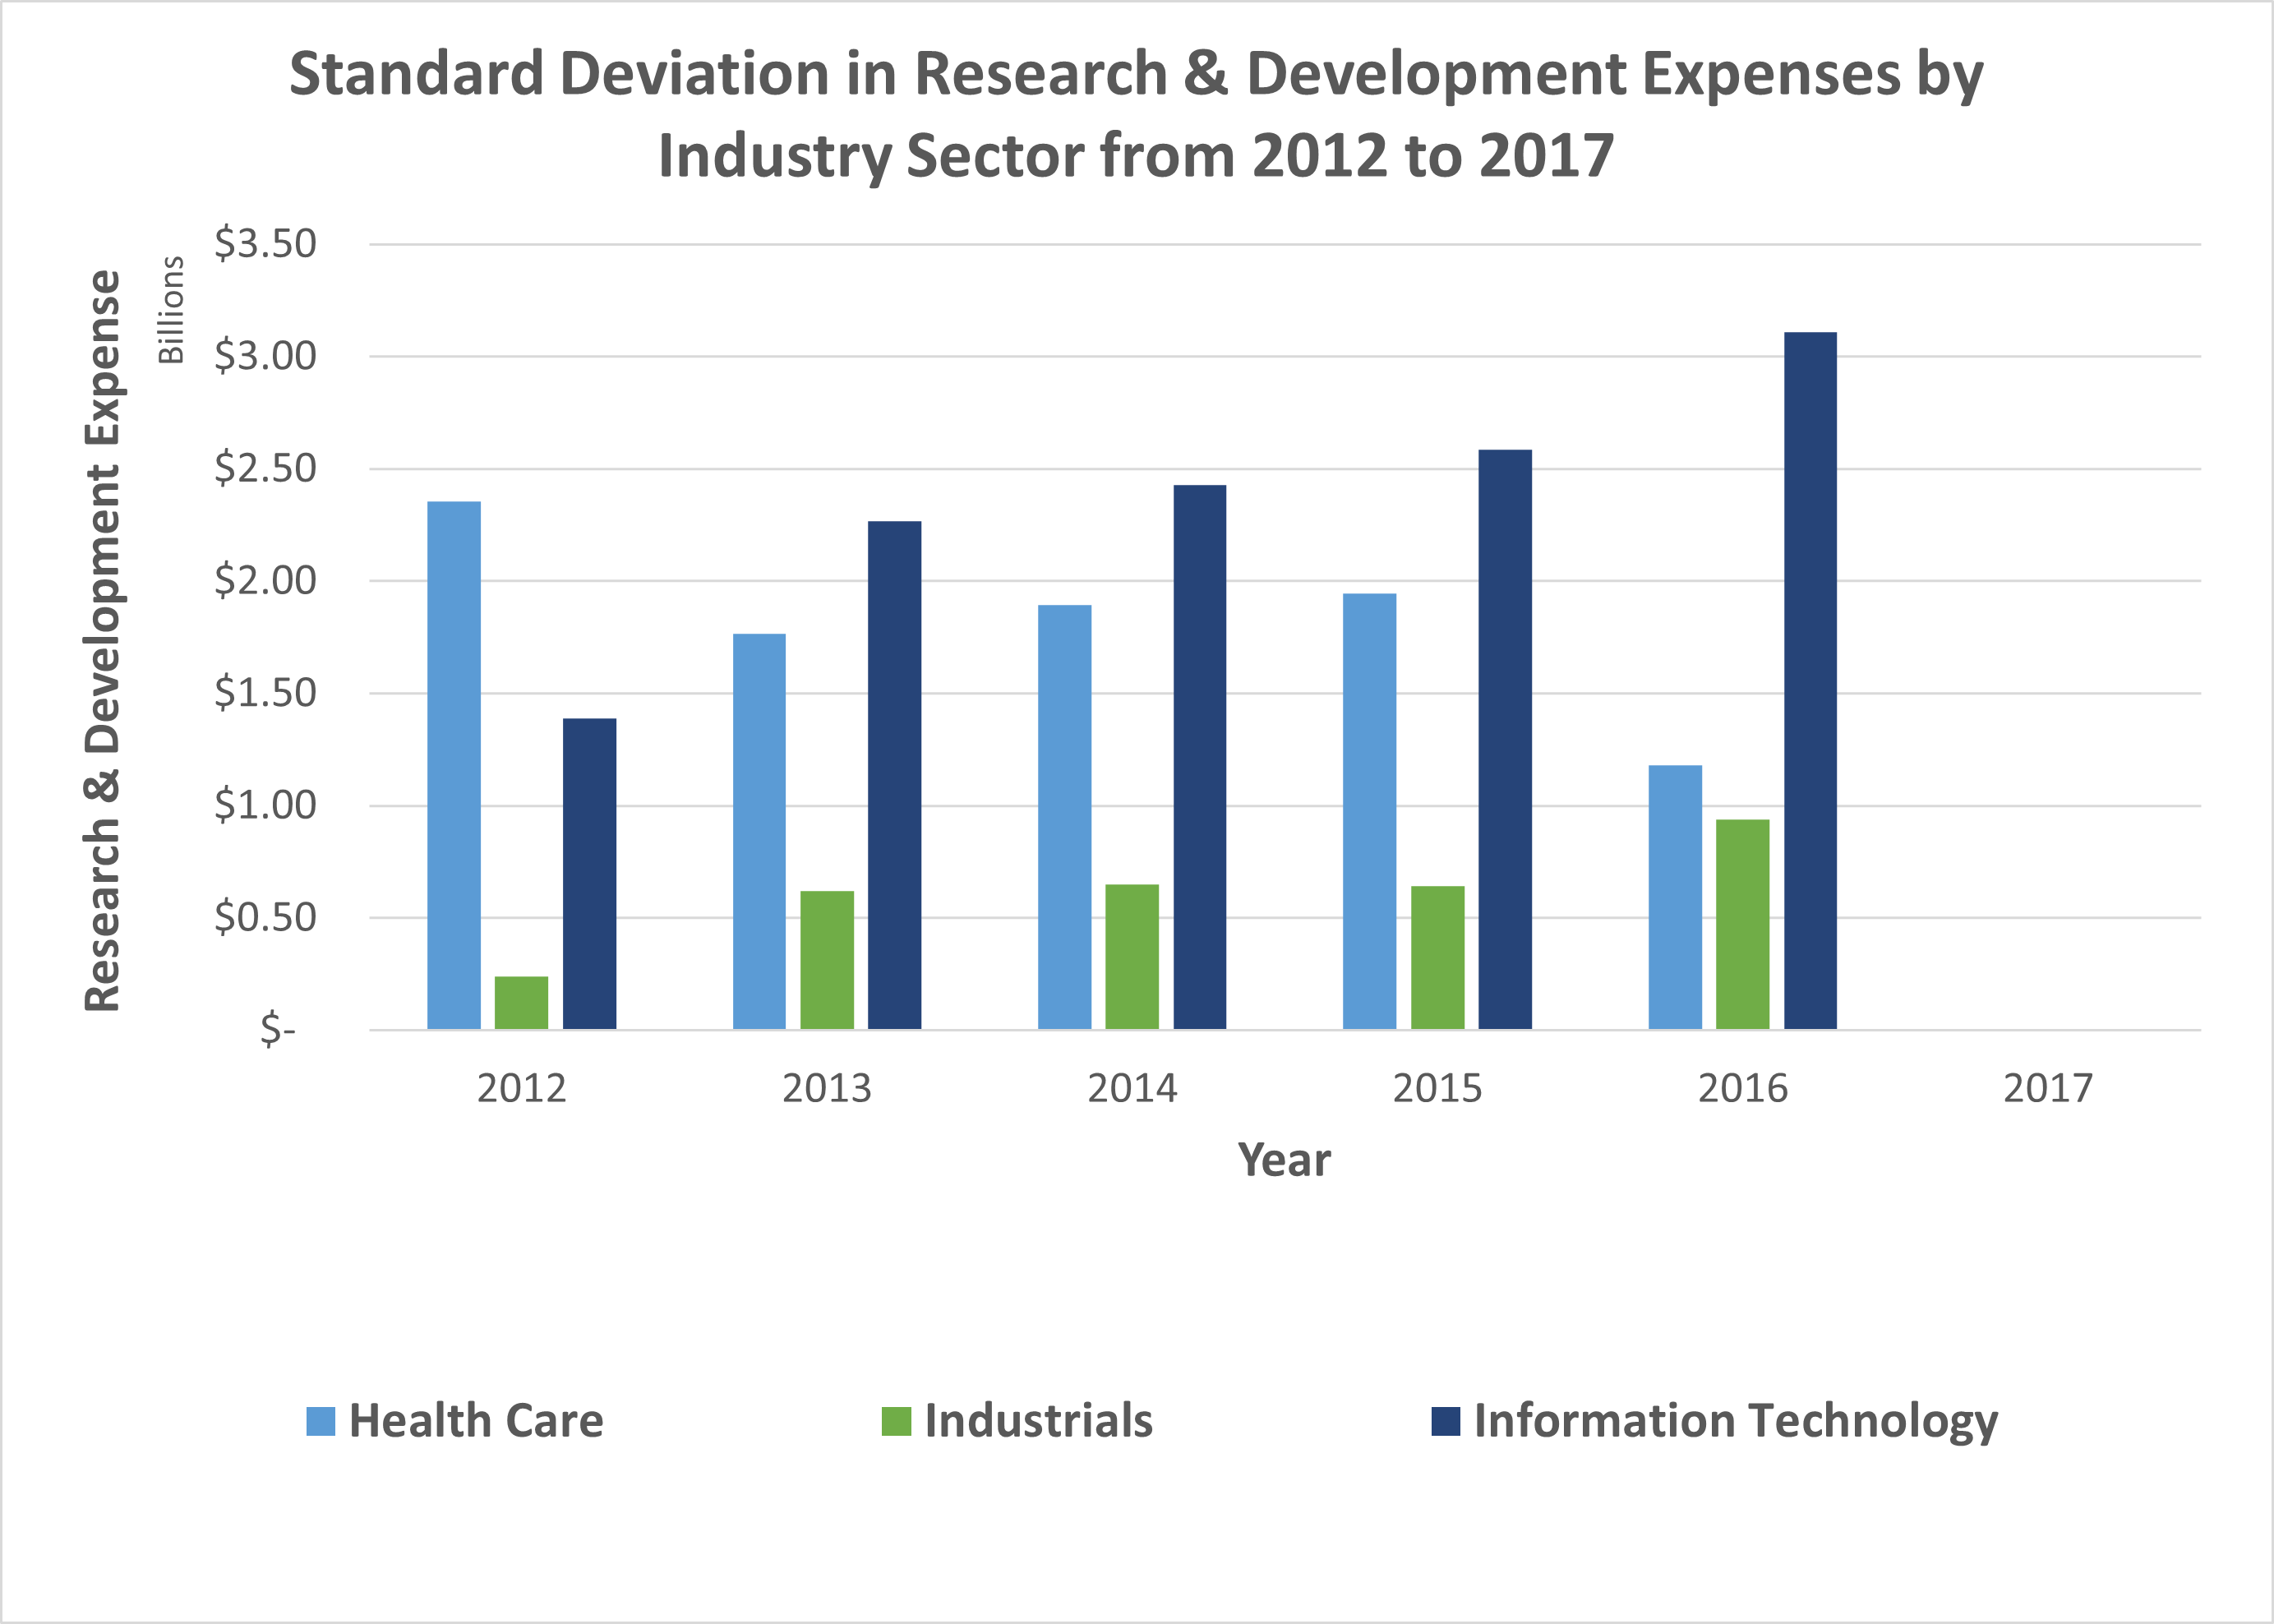 Standard Deviation in Research & Development Expenses by
Industry Sector from 2012 to 2017
Research & Development Expense
Billions
$3.50
$3.00
$2.50
$2.00
$1.50
$1.00
$0.50
$-
2012 2013 2014 2015 2016 2017
Year
Health Care Industrials Information Technology